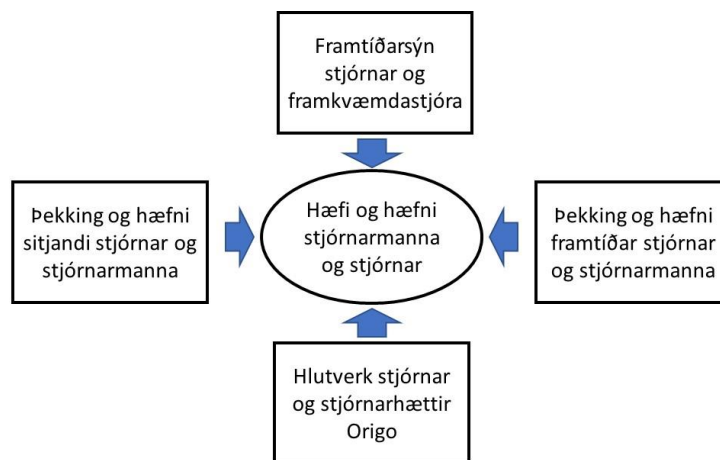 Framtíðarsýn
stjórnar og
framkvæmdastjóra
Þekking og hæfni
sitjandi stjórnar og
stjórnarmanna
Hæfi og hæfni
stjórnarmanna
og stjórnar
Þekking og hæfni
framtíðar stjórnar
og stjórnarmanna
Hlutverk stjórnar
og stjórnarhættir
Origo